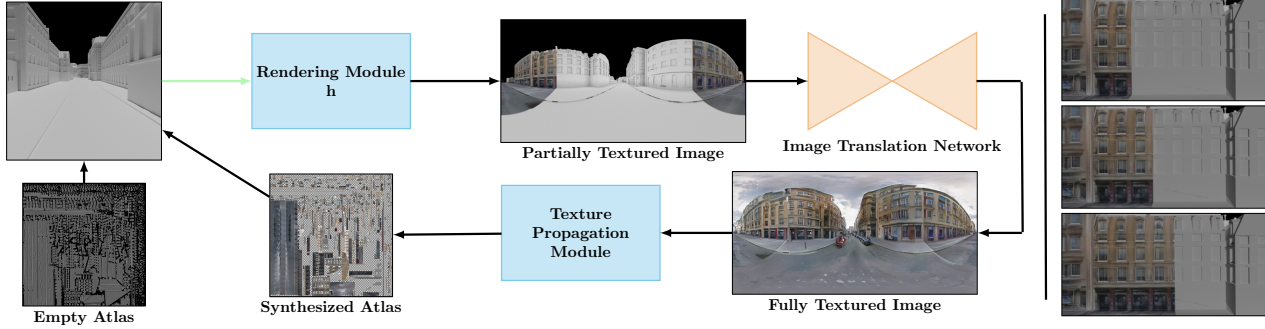 Rendering Module
h
Partially Textured Image
Image Translation Network
Texture
Propagation
Module
Empty Atlas
Synthesized Atlas
Fully Textured Image